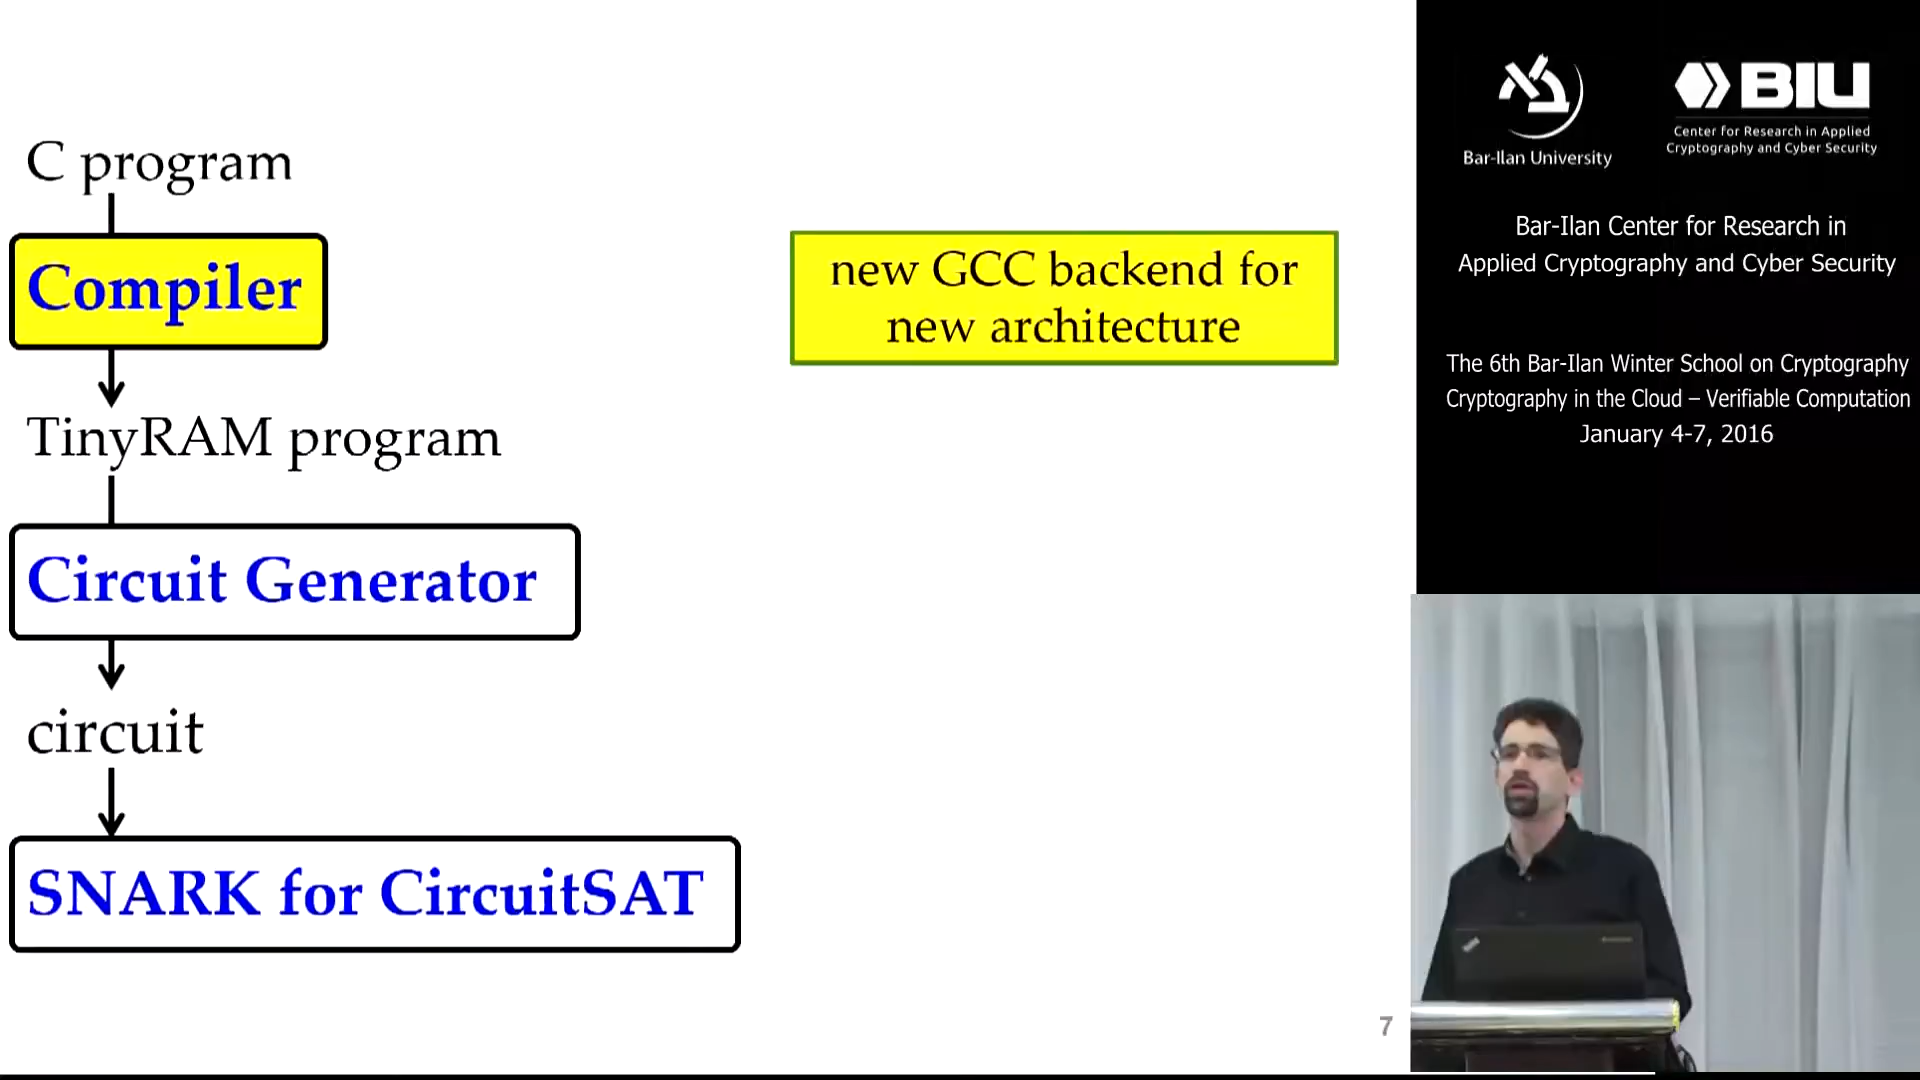 C program
Compiler
TinyRAM program
Circuit Generator
circuit
SNARK for CircuitSAT
new GCC backend for
new architecture
7
Bar-Ilan University
BIU
Center for Research in Applied
Cryptography and Cyber Security
Bar-Ilan Center for Research in
Applied Cryptography and Cyber Security
The 6th Bar-Ilan Winter School on Cryptography
Cryptography in the Cloud – Verifiable Computation
January 4-7, 2016